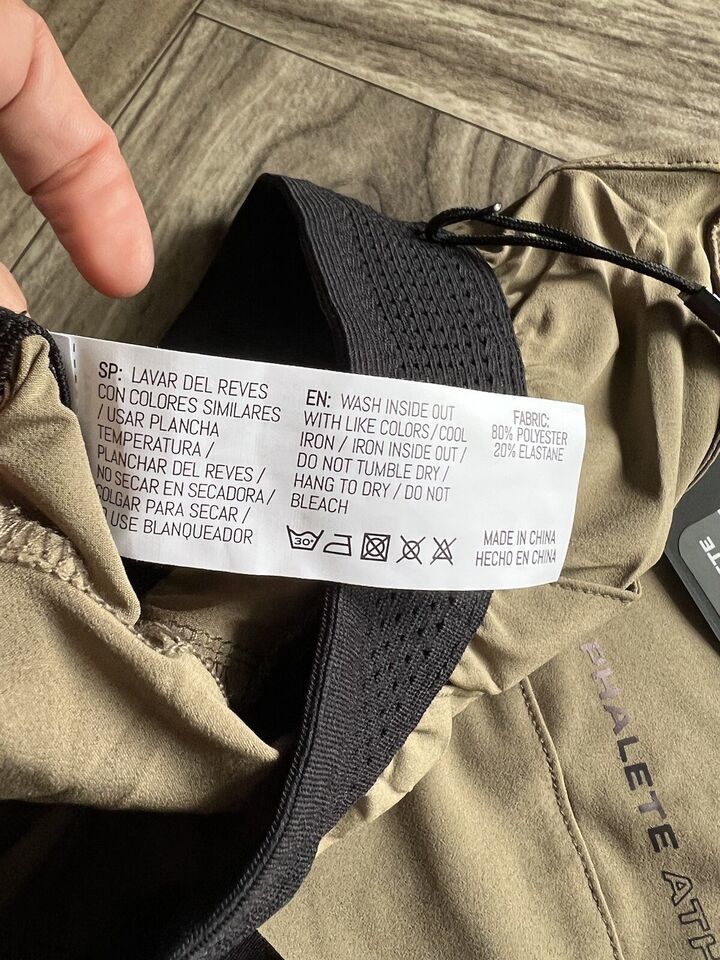 SP: LAVAR DEL REVES
CON COLORES SIMILARES
/ USAR PLANCHA
TEMPERATURA /
PLANCHAR DEL REVES /
NO SECAR EN SECADORA /
COLGAR PARA SECAR /
USE BLANQUEADOR
EN: WASH INSIDE OUT
WITH LIKE COLORS / COOL
IRON / IRON INSIDE OUT /
DO NOT TUMBLE DRY /
HANG TO DRY / DO NOT
BLEACH
30°
FABRIC:
80% POLYESTER
20% ELASTANE
MADE IN CHINA
HECHO EN CHINA
PHALETE ATH